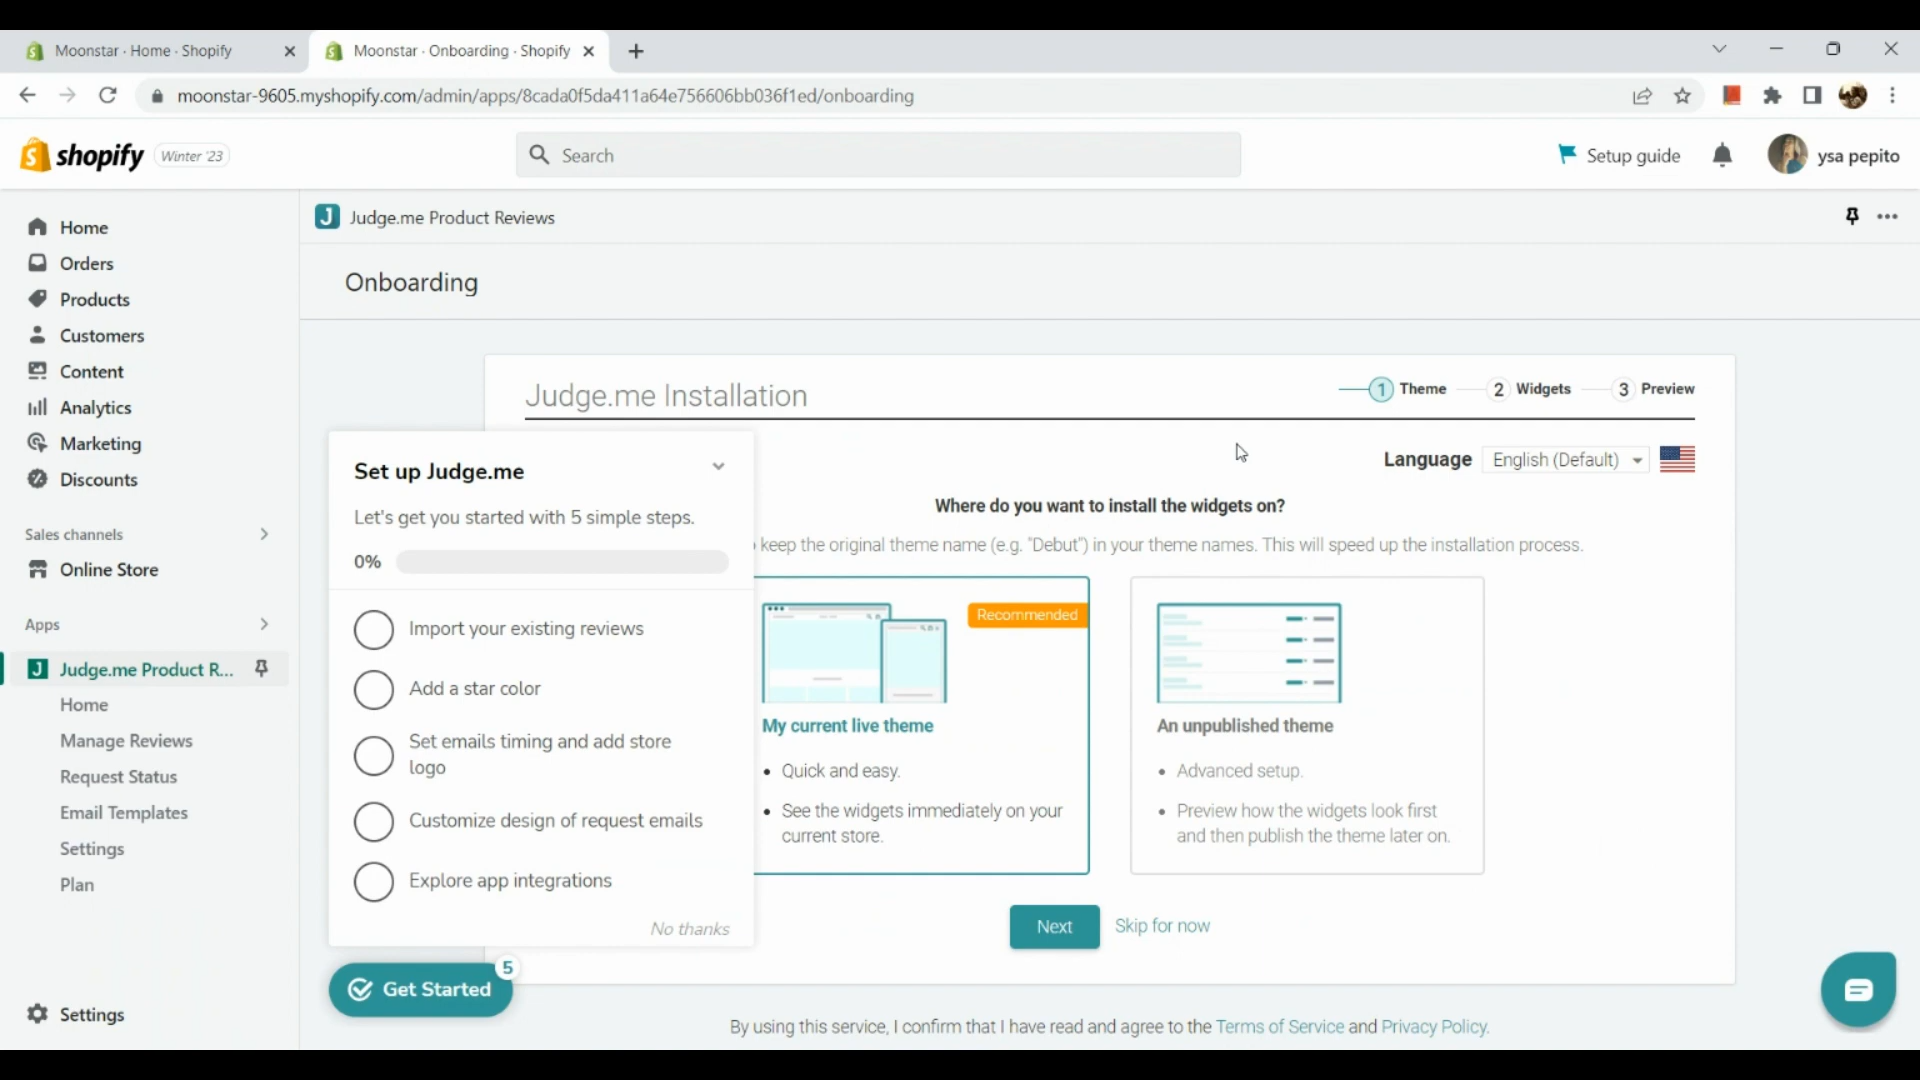 Moonstar · Home · Shopify
Moonstar · Onboarding · Shopify
moonstar-9605.myshopify.com/admin/apps/8cada0f5da411a64e756606bb036f1ed/onboarding
shopify
Winter '23
Search
Setup guide
ysa pepito
Home
Orders
Products
Customers
Content
Analytics
Marketing
Discounts
Sales channels
Online Store
Apps
J Judge.me Product R...
Home
Manage Reviews
Request Status
Email Templates
Settings
Plan
Settings
J Judge.me Product Reviews
Onboarding
Judge.me Installation
1 Theme
2 Widgets
3 Preview
Language English (Default)
Where do you want to install the widgets on?
keep the original theme name (e.g. "Debut") in your theme names. This will speed up the installation process.
Set up Judge.me
Let's get you started with 5 simple steps.
0%
Import your existing reviews
Add a star color
Set emails timing and add store
logo
Customize design of request emails
Explore app integrations
No thanks
Get Started
5
Recommended
My current live theme
• Quick and easy.
• See the widgets immediately on your
current store.
An unpublished theme
• Advanced setup.
• Preview how the widgets look first
and then publish the theme later on.
Next
Skip for now
By using this service, I confirm that I have read and agree to the Terms of Service and Privacy Policy.